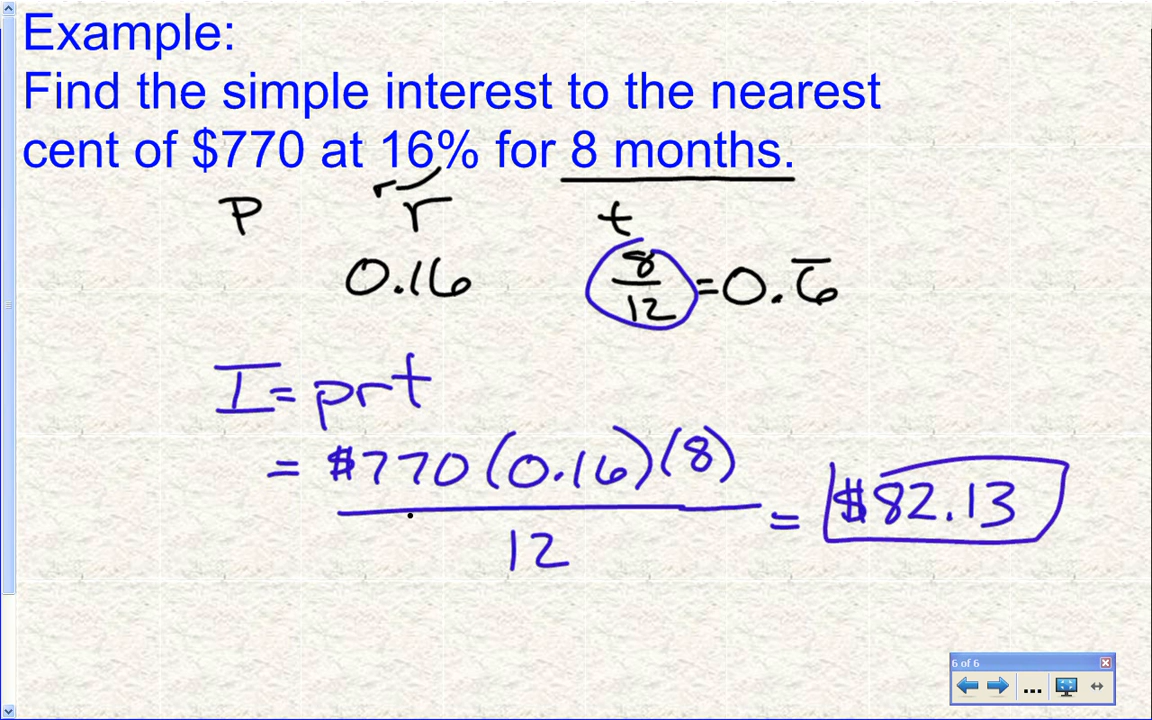 Example:
Find the simple interest to the nearest
cent of $770 at 16% for 8 months.
P r t
0.16 8/12 = 0.6̅
I = prt
= $770 (0.16)(8)
12
= $82.13
6 of 6
...